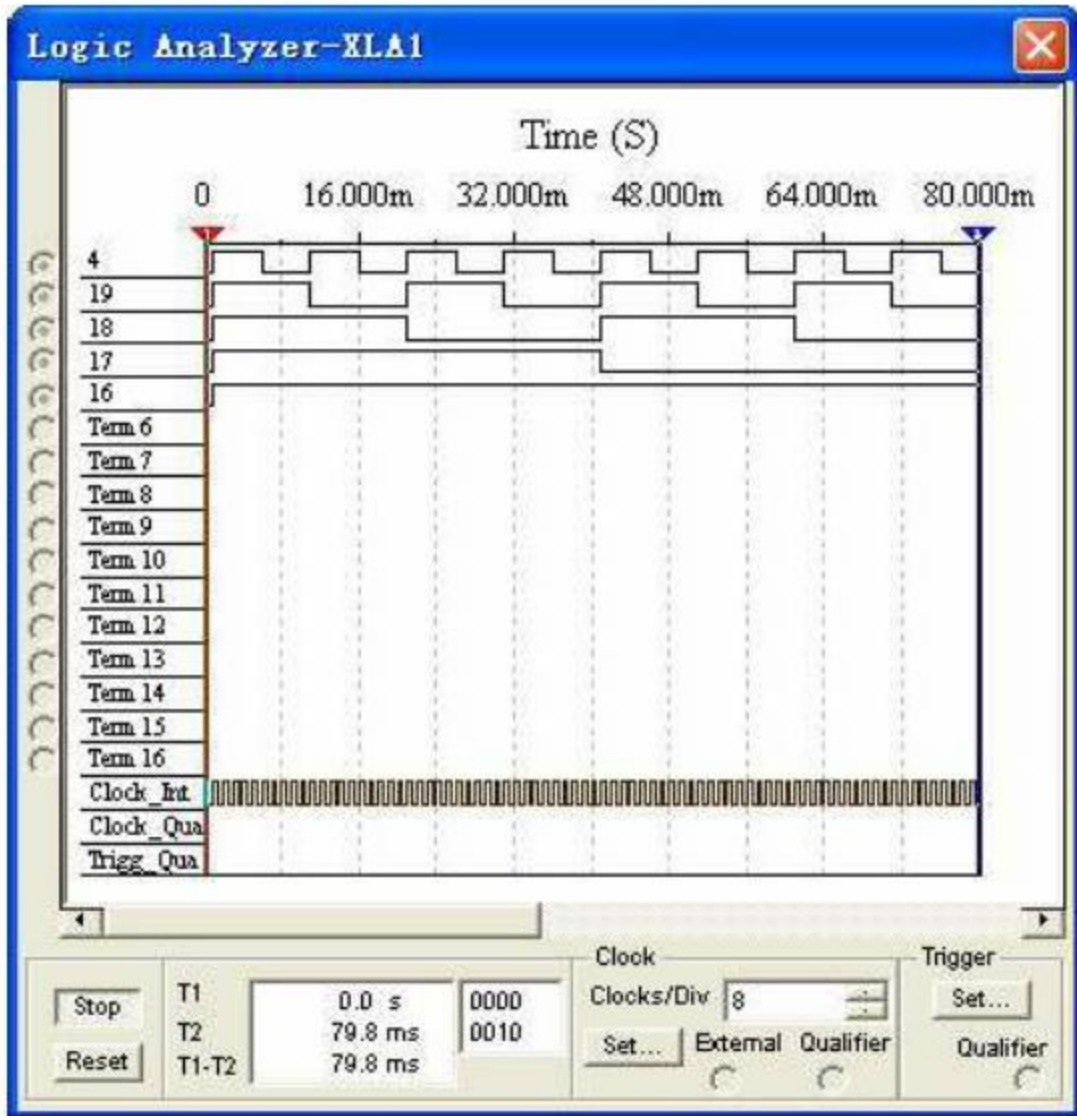 Logic Analyzer-XLA1
Time (S)
0 16.000m 32.000m 48.000m 64.000m 80.000m
4
19
18
17
16
Term 6
Term 7
Term 8
Term 9
Term 10
Term 11
Term 12
Term 13
Term 14
Term 15
Term 16
Clock_Int
Clock_Qua
Trigg_Qua
Clock Trigger
Stop T1 0.0 s 0000 Clocks/Div 8 Set...
T2 79.8 ms 0010 Set... External Qualifier Qualifier
Reset T1-T2 79.8 ms